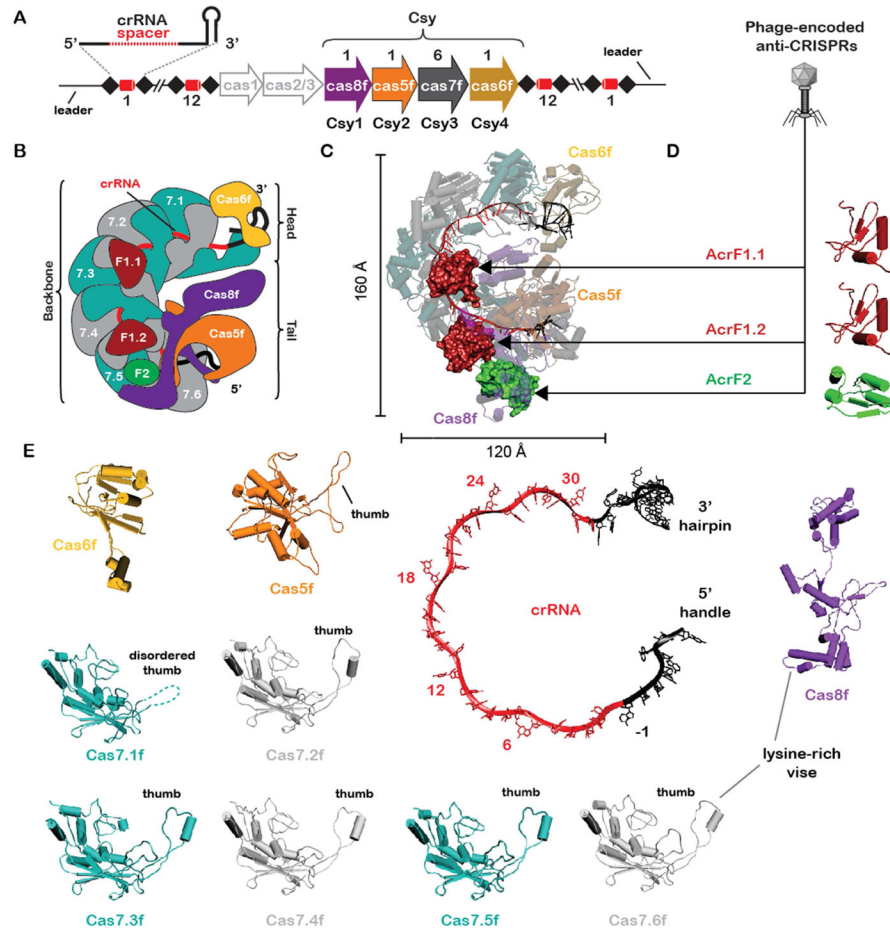 A
crRNA
spacer
5’
3’
leader
1
12
cas1
cas2/3
Csy
1
1
6
1
cas8f
cas5f
cas7f
cas6f
Csy1
Csy2
Csy3
Csy4
12
1
leader
Phage-encoded
anti-CRISPRs
B
crRNA
Backbone
7.1
7.2
7.3
7.4
7.5
7.6
F1.1
F1.2
F2
Cas6f
3’
Cas8f
Cas5f
5’
Head
Tail
C
160 Å
Cas6f
Cas5f
Cas8f
120 Å
D
AcrF1.1
AcrF1.2
AcrF2
E
Cas6f
thumb
Cas5f
24
30
18
12
6
-1
crRNA
3’
hairpin
5’
handle
Cas8f
lysine-rich
vise
disordered
thumb
Cas7.1f
thumb
Cas7.2f
thumb
Cas7.3f
thumb
Cas7.4f
thumb
Cas7.5f
thumb
Cas7.6f